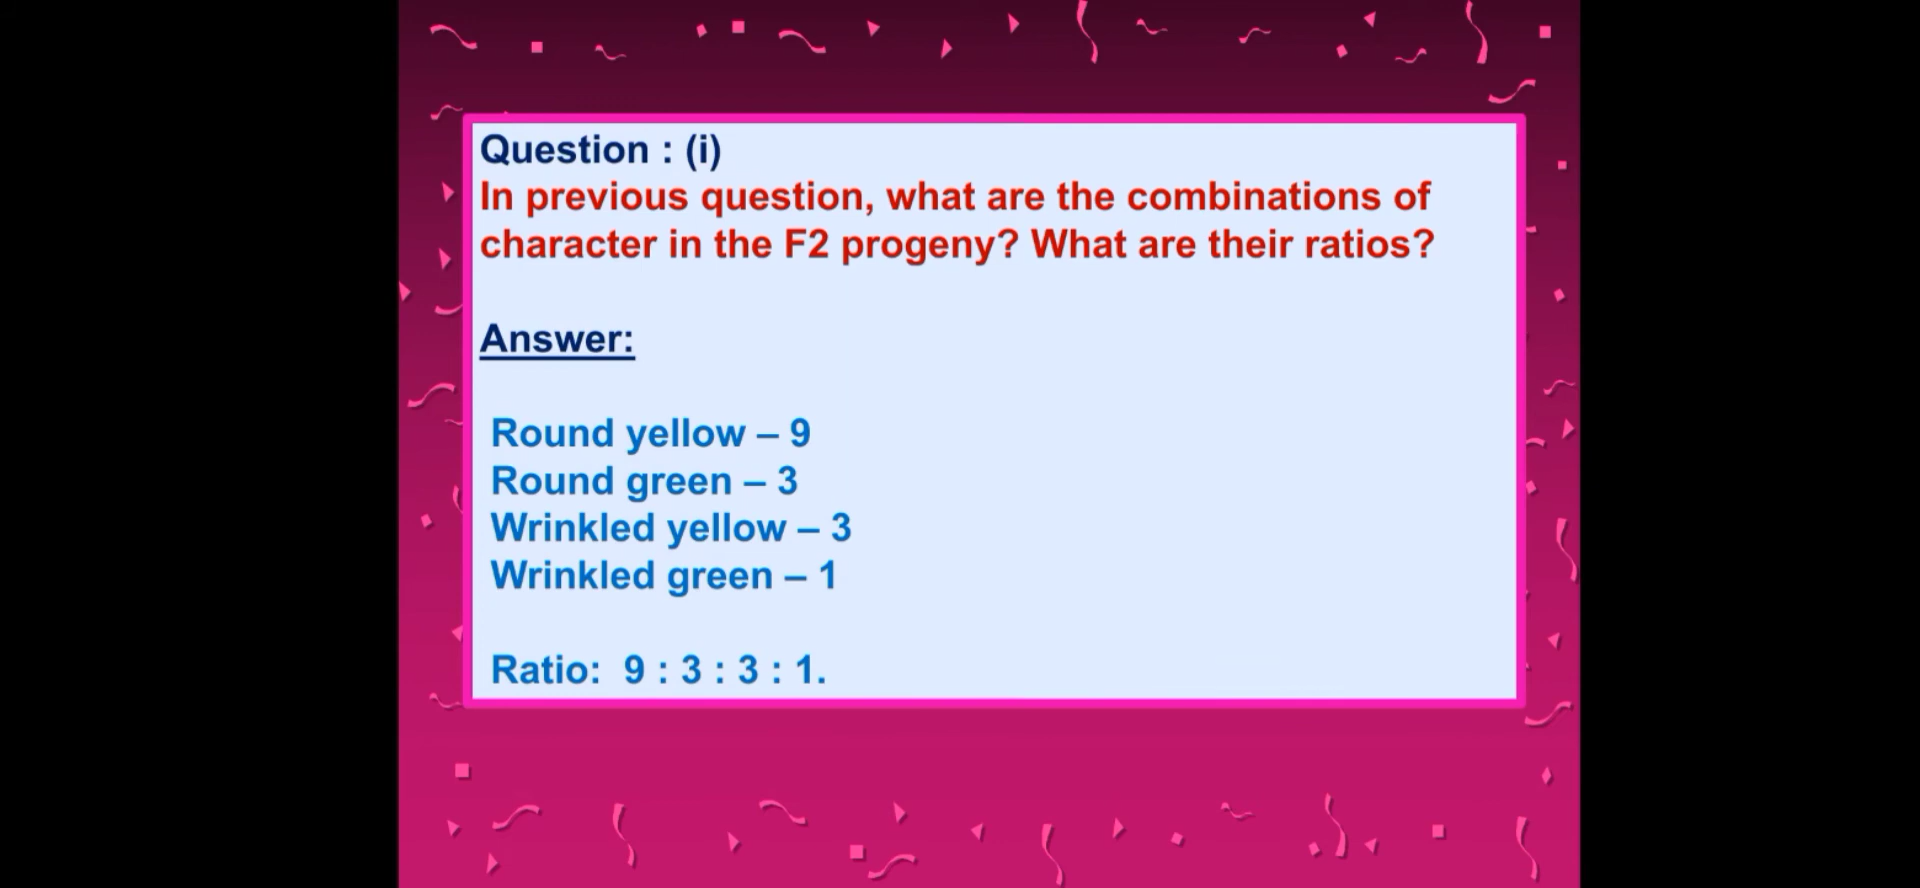 Question : (i)
In previous question, what are the combinations of
character in the F2 progeny? What are their ratios?
Answer:
Round yellow – 9
Round green – 3
Wrinkled yellow – 3
Wrinkled green – 1
Ratio: 9 : 3 : 3 : 1.